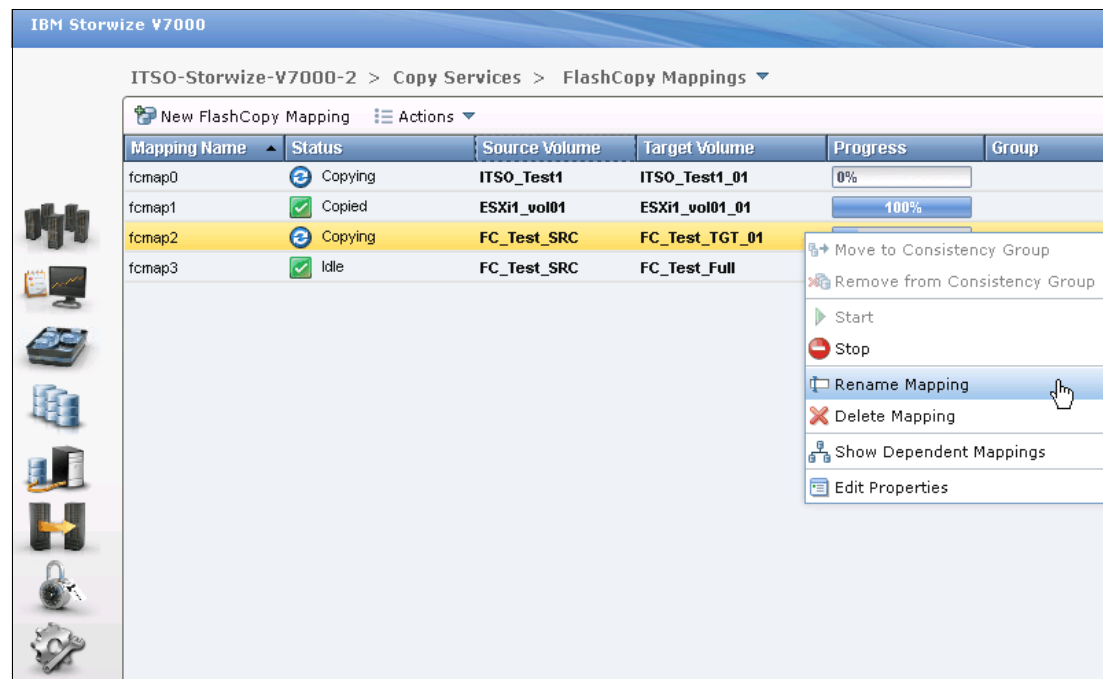 IBM Storwize V7000
ITSO-Storwize-V7000-2 > Copy Services > FlashCopy Mappings
New FlashCopy Mapping Actions
Mapping Name Status Source Volume Target Volume Progress Group
fcmap0 Copying ITSO_Test1 ITSO_Test1_01 0%
fcmap1 Copied ESXi1_vol01 ESXi1_vol01_01 100%
fcmap2 Copying FC_Test_SRC FC_Test_TGT_01
fcmap3 Idle FC_Test_SRC FC_Test_Full
Move to Consistency Group
Remove from Consistency Group
Start
Stop
Rename Mapping
Delete Mapping
Show Dependent Mappings
Edit Properties